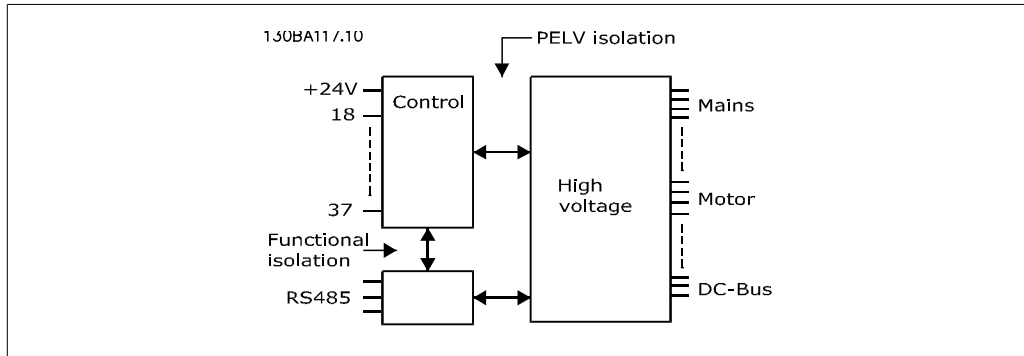 130BA117.10
PELV isolation
+24V
Control
18
Mains
High
voltage
37
Motor
Functional
isolation
RS485
DC-Bus